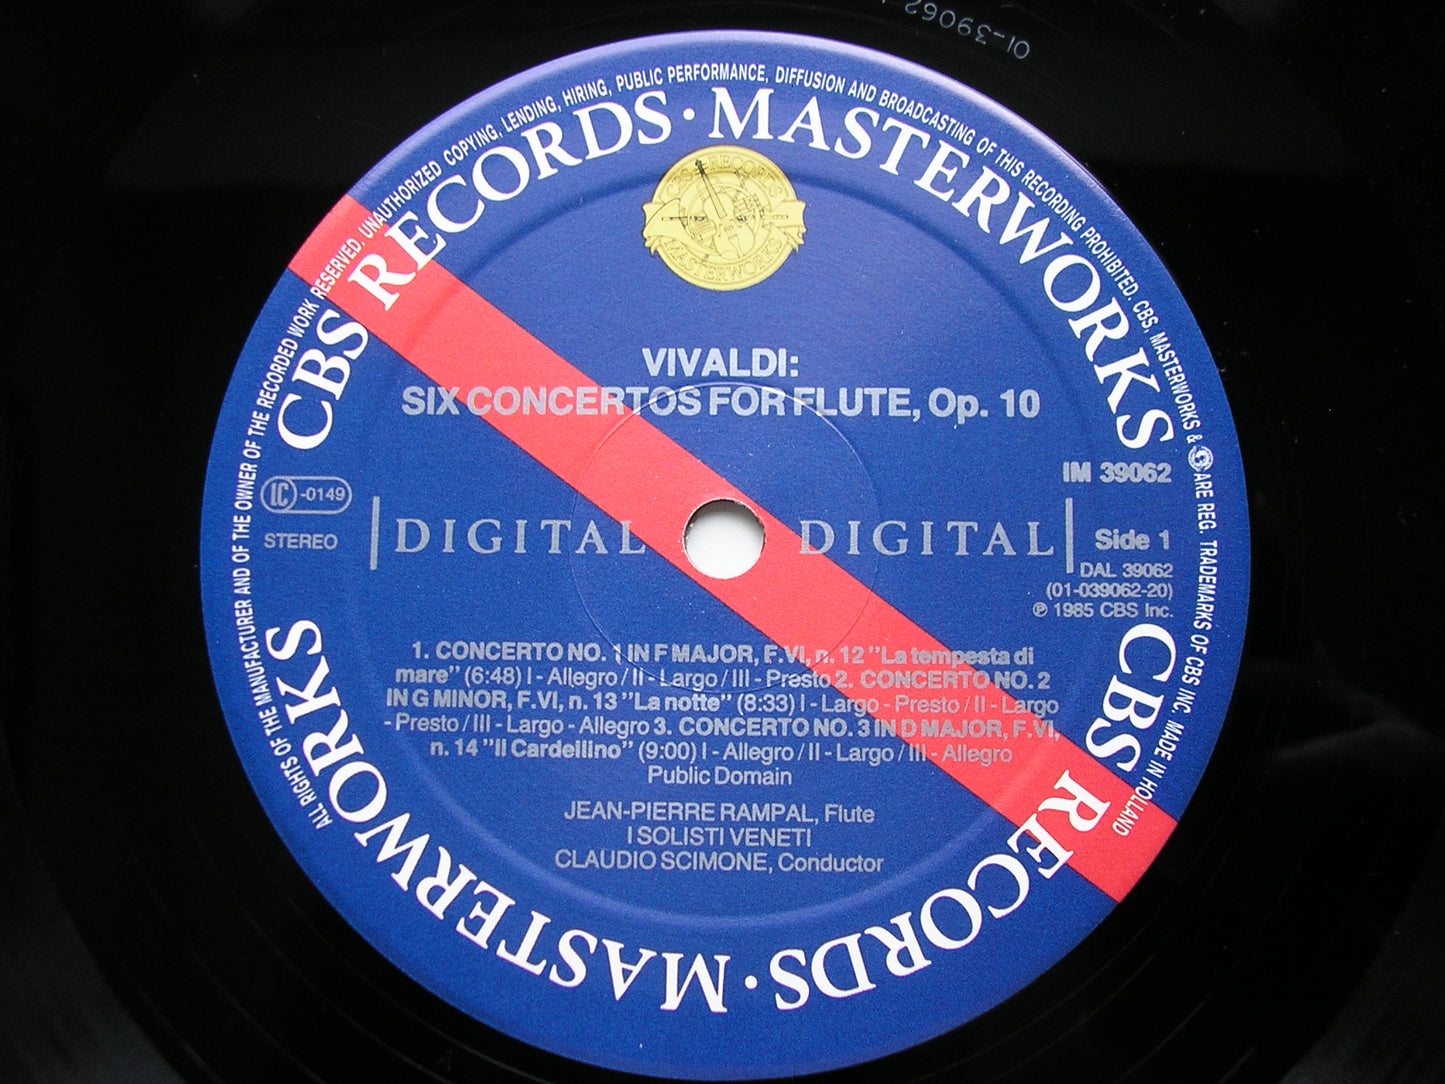 01-39062
ALL RIGHTS OF THE MANUFACTURER AND OF THE OWNER OF THE RECORDED WORK RESERVED. UNAUTHORIZED COPYING, LENDING, HIRING, PUBLIC PERFORMANCE, DIFFUSION AND BROADCASTING OF THIS RECORDING PROHIBITED. CBS, MASTERWORKS & ARE REG. TRADEMARKS OF CBS INC. MADE IN HOLLAND
CBS RECORDS · MASTERWORKS
CBS RECORDS
MASTERWORKS
VIVALDI:
SIX CONCERTOS FOR FLUTE, Op. 10
IM 39062
IC -0149
STEREO
DIGITAL DIGITAL
Side 1
DAL 39062
(01-039062-20)
℗ 1985 CBS Inc.
1. CONCERTO NO. 1 IN F MAJOR, F.VI, n. 12 "La tempesta di
mare" (6:48) I - Allegro / II - Largo / III - Presto 2. CONCERTO NO. 2
IN G MINOR, F.VI, n. 13 "La notte" (8:33) I - Largo - Presto / II - Largo
- Presto / III - Largo - Allegro 3. CONCERTO NO. 3 IN D MAJOR, F.VI,
n. 14 "Il Cardellino" (9:00) I - Allegro / II - Largo / III - Allegro
Public Domain
JEAN-PIERRE RAMPAL, Flute
I SOLISTI VENETI
CLAUDIO SCIMONE, Conductor
CBS RECORDS · MASTERWORKS